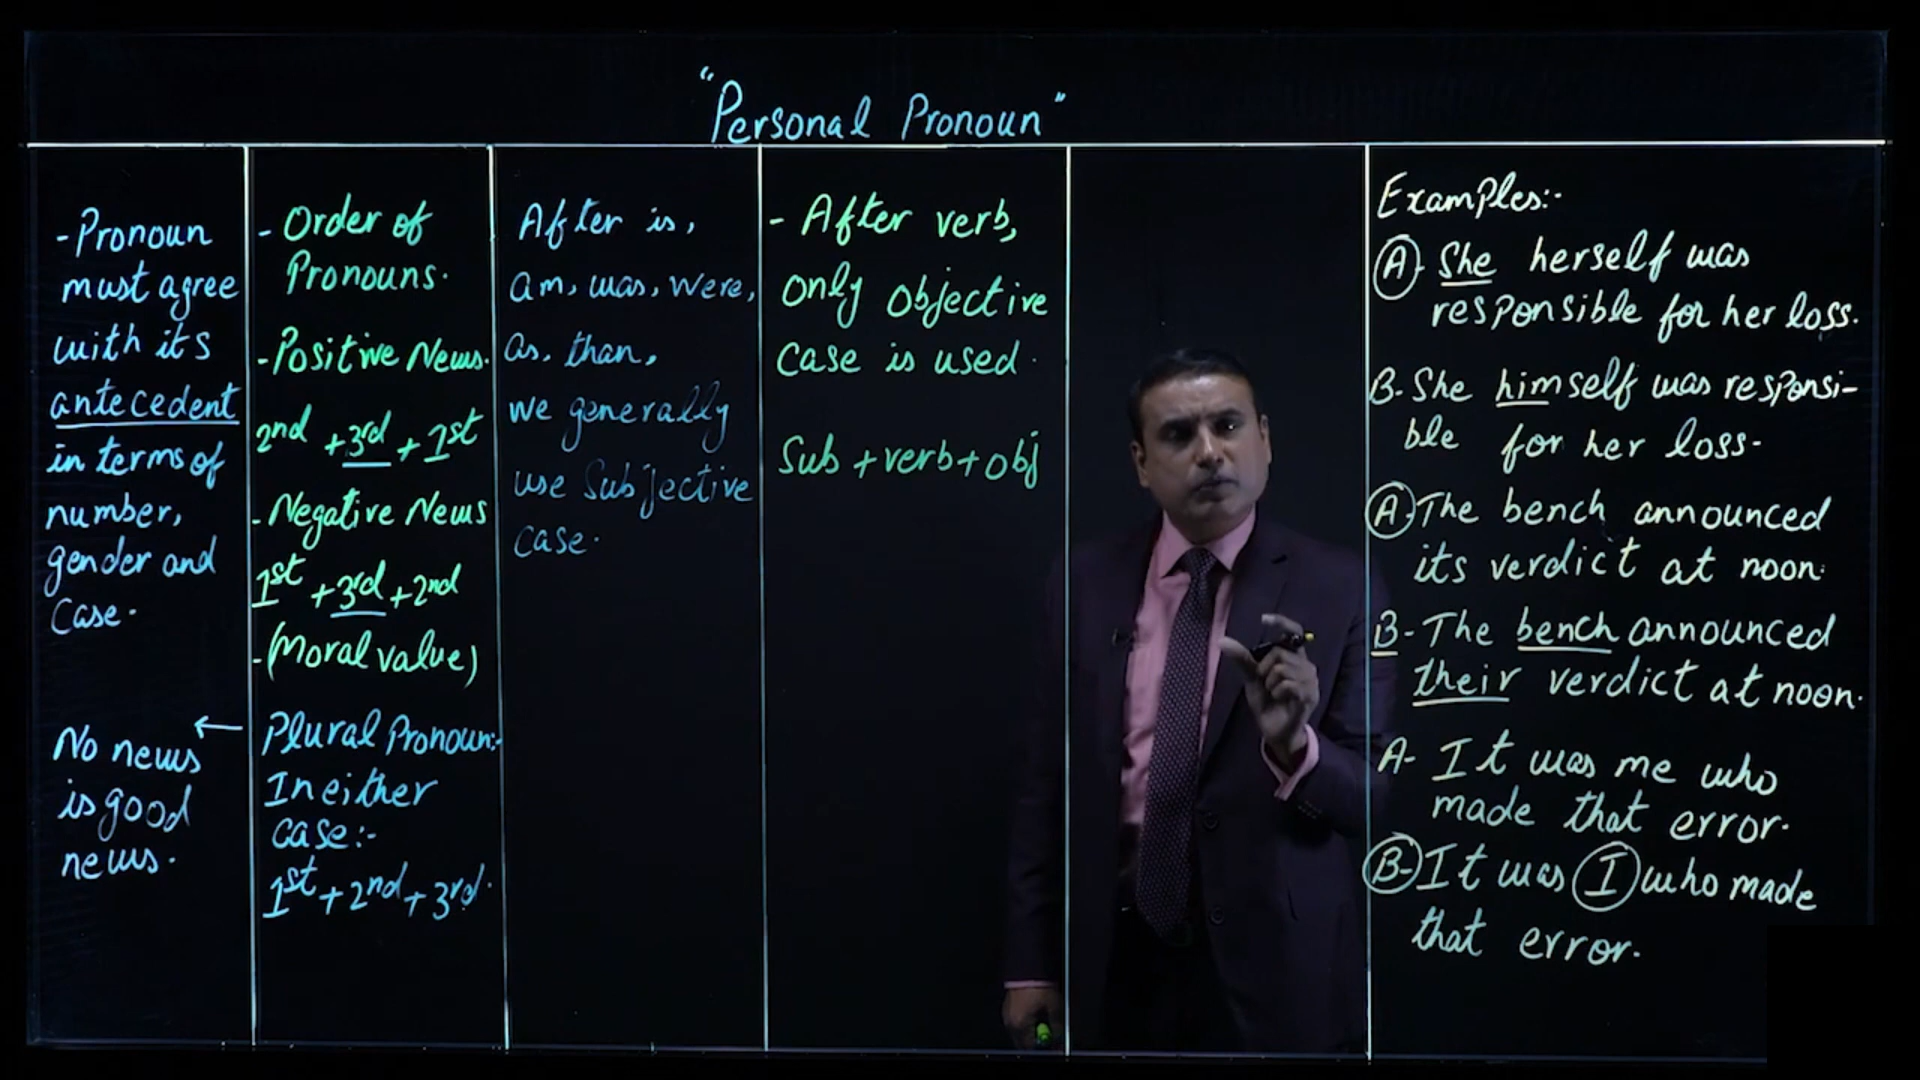 "Personal Pronoun"
- Pronoun
must agree
with its
antecedent
in terms of
number,
gender and
Case.
No news
is good
news.
- Order of
Pronouns.
- Positive News.
2nd + 3rd + 1st
- Negative News
1st + 3rd + 2nd
- (Moral value)
Plural Pronoun:-
In either
case:-
1st + 2nd + 3rd.
After is,
am, was, were,
as, than,
we generally
use Subjective
case.
- After verb,
only objective
case is used.
Sub + verb + obj
Examples:-
A- She herself was
responsible for her loss.
B- She himself was responsi-
ble for her loss.
A- The bench announced
its verdict at noon.
B- The bench announced
their verdict at noon.
A- It was me who
made that error.
B- It was I who made
that error.